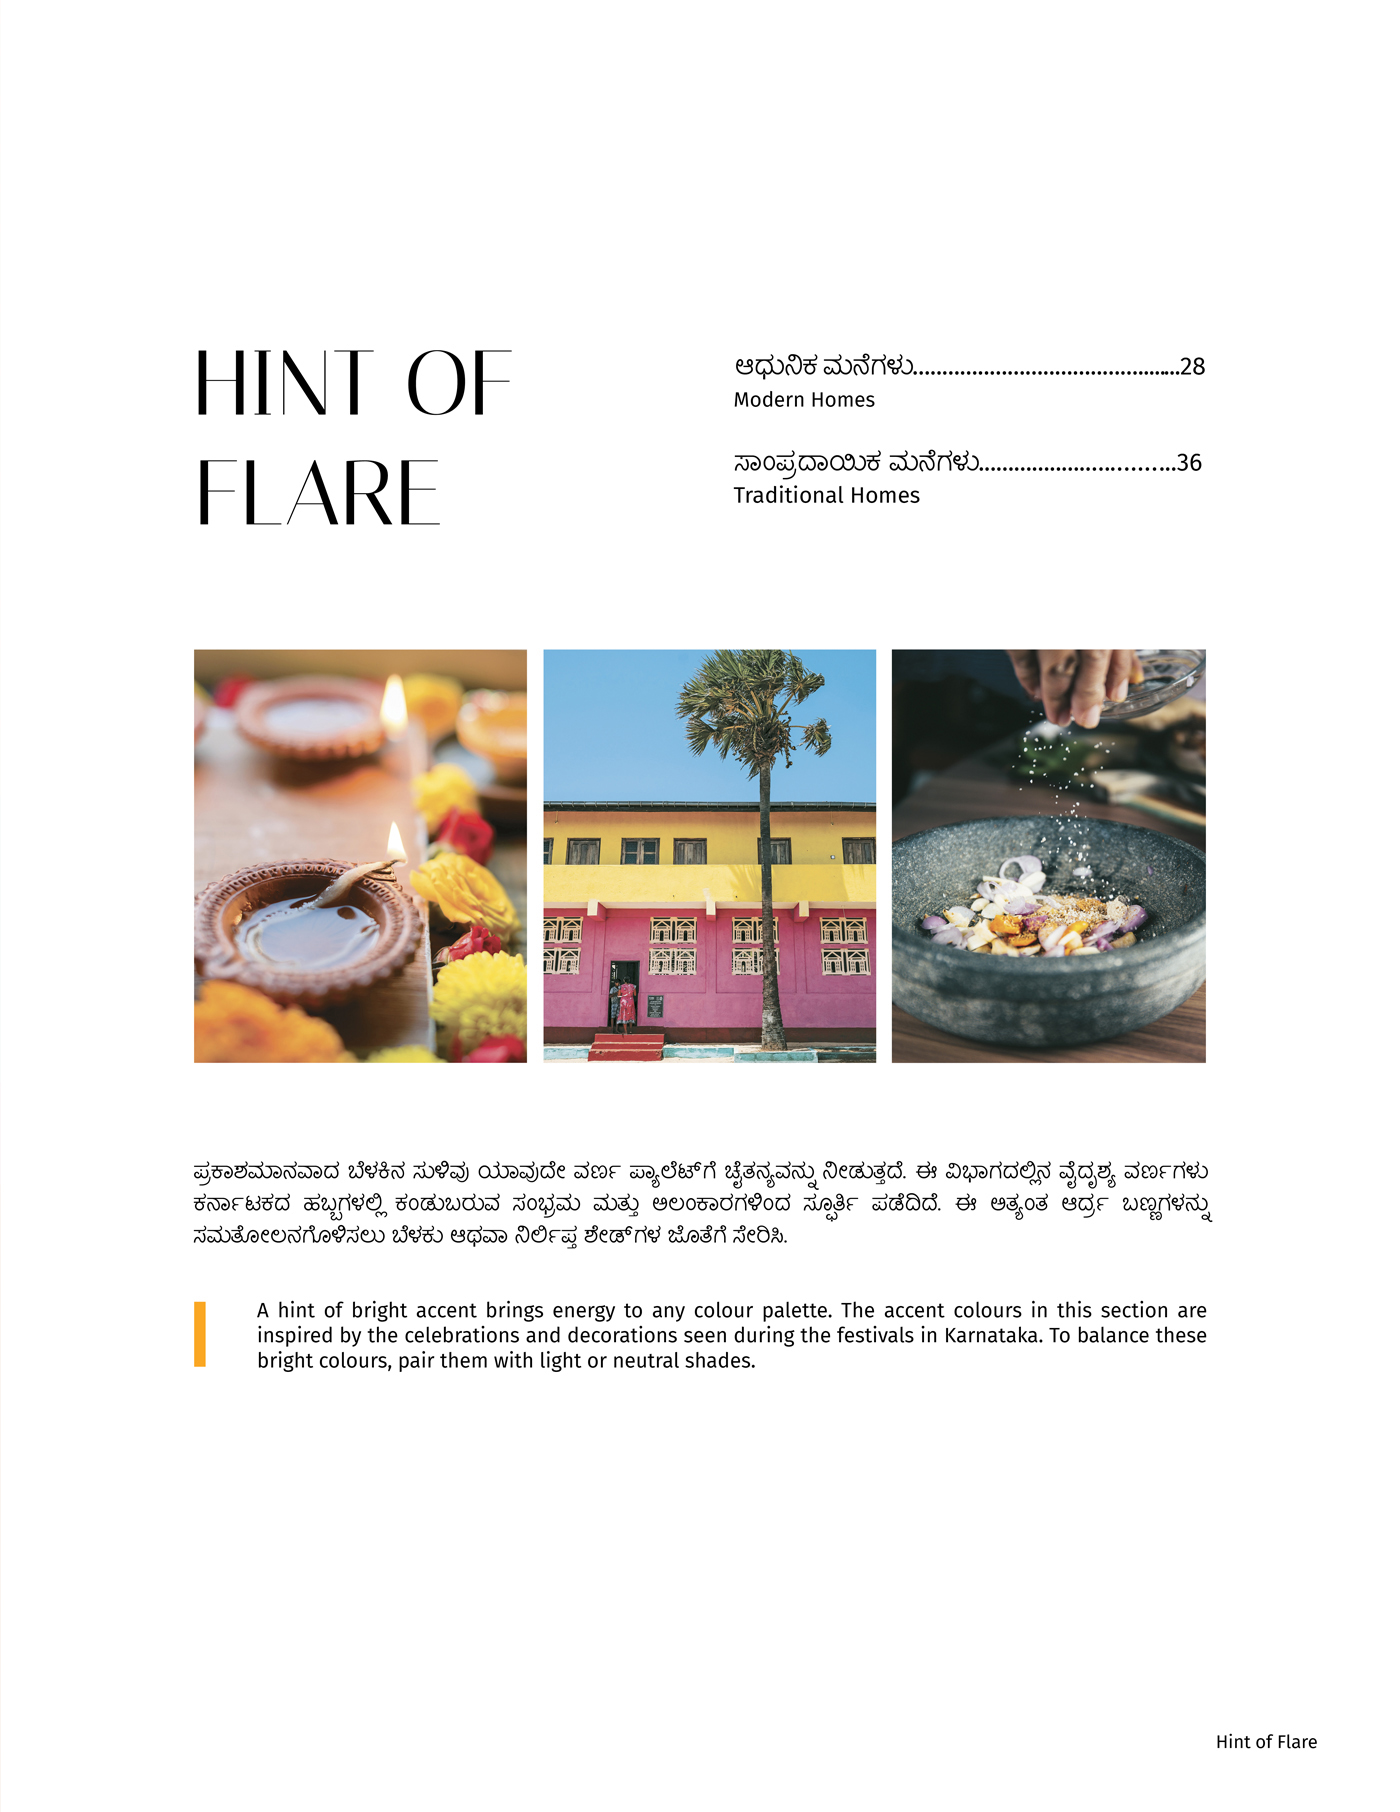 HINT OF
FLARE
ಆಧುನಿಕ ಮನೆಗಳು................................................28
Modern Homes
ಸಾಂಪ್ರದಾಯಿಕ ಮನೆಗಳು...................................36
Traditional Homes
ಪ್ರಕಾಶಮಾನವಾದ ಬೆಳಕಿನ ಸುಳಿವು ಯಾವುದೇ ವರ್ಣ ಪ್ಯಾಲೆಟ್‌ಗೆ ಚೈತನ್ಯವನ್ನು ನೀಡುತ್ತದೆ. ಈ ವಿಭಾಗದಲ್ಲಿನ ವೈದೃಶ್ಯ ವರ್ಣಗಳು
ಕರ್ನಾಟಕದ ಹಬ್ಬಗಳಲ್ಲಿ ಕಂಡುಬರುವ ಸಂಭ್ರಮ ಮತ್ತು ಅಲಂಕಾರಗಳಿಂದ ಸ್ಫೂರ್ತಿ ಪಡೆದಿದೆ. ಈ ಅತ್ಯಂತ ಆರ್ದ್ರ ಬಣ್ಣಗಳನ್ನು
ಸಮತೋಲನಗೊಳಿಸಲು ಬೆಳಕು ಆಥವಾ ನಿರ್ಲಿಪ್ತ ಶೇಡ್‌ಗಳ ಜೊತೆಗೆ ಸೇರಿಸಿ.
A hint of bright accent brings energy to any colour palette. The accent colours in this section are
inspired by the celebrations and decorations seen during the festivals in Karnataka. To balance these
bright colours, pair them with light or neutral shades.
Hint of Flare